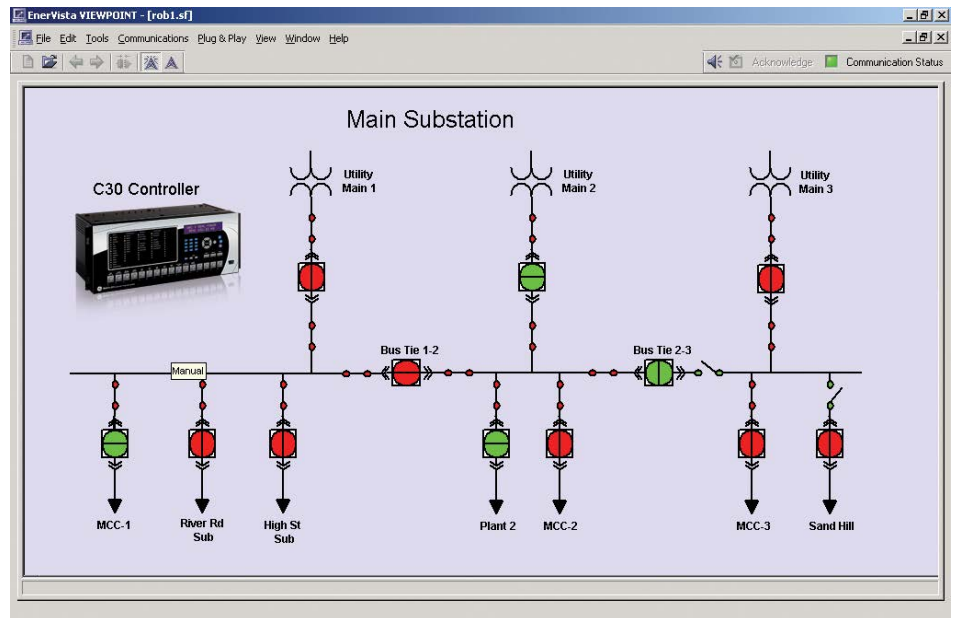 EnerVista VIEWPOINT - [rob1.sf]
File Edit Tools Communications Plug & Play View Window Help
Acknowledge Communication Status
Main Substation
C30 Controller
Utility
Main 1
Utility
Main 2
Utility
Main 3
Bus Tie 1-2
Bus Tie 2-3
Manual
MCC-1
River Rd
Sub
High St
Sub
Plant 2
MCC-2
MCC-3
Sand Hill